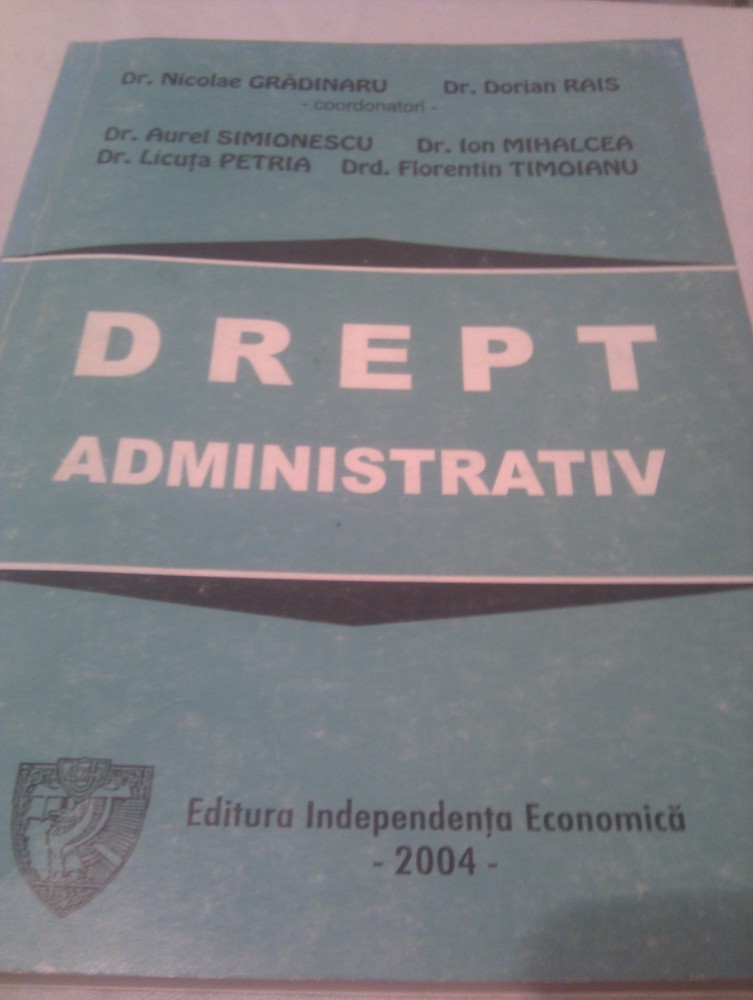 Dr. Nicolae GRĂDINARU Dr. Dorian RAIS
- coordonatori -
Dr. Aurel SIMIONESCU Dr. Ion MIHALCEA
Dr. Licuța PETRIA Drd. Florentin TIMOIANU
DREPT
ADMINISTRATIV
Editura Independența Economică
- 2004 -